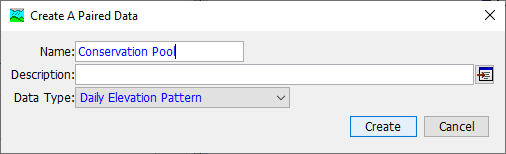 Create A Paired Data
Name: Conservation Pool
Description:
Data Type: Daily Elevation Pattern
Create Cancel